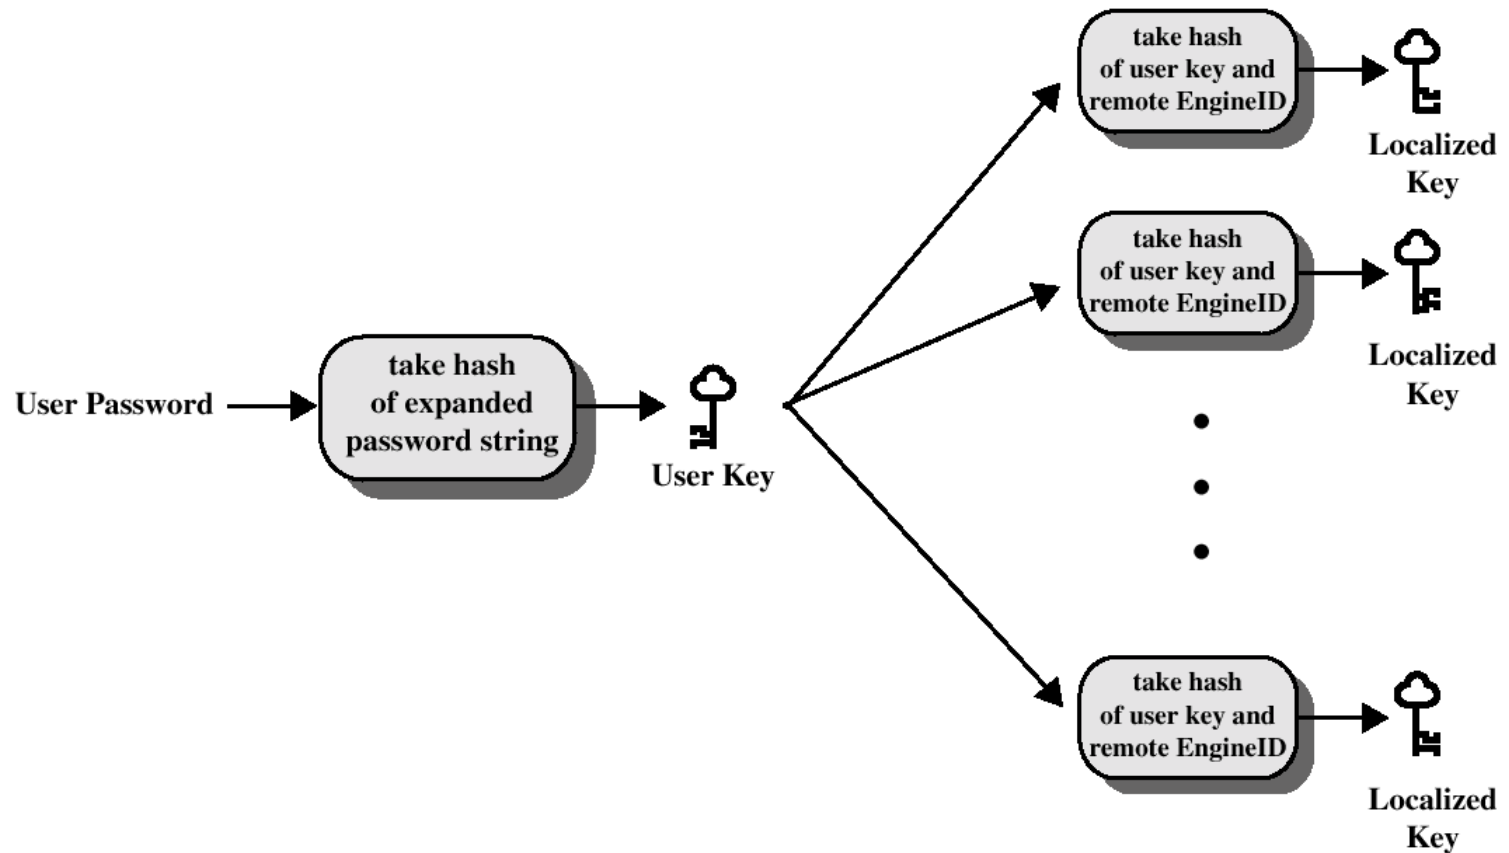 User Password
take hash
of expanded
password string
User Key
take hash
of user key and
remote EngineID
Localized
Key
take hash
of user key and
remote EngineID
Localized
Key
take hash
of user key and
remote EngineID
Localized
Key